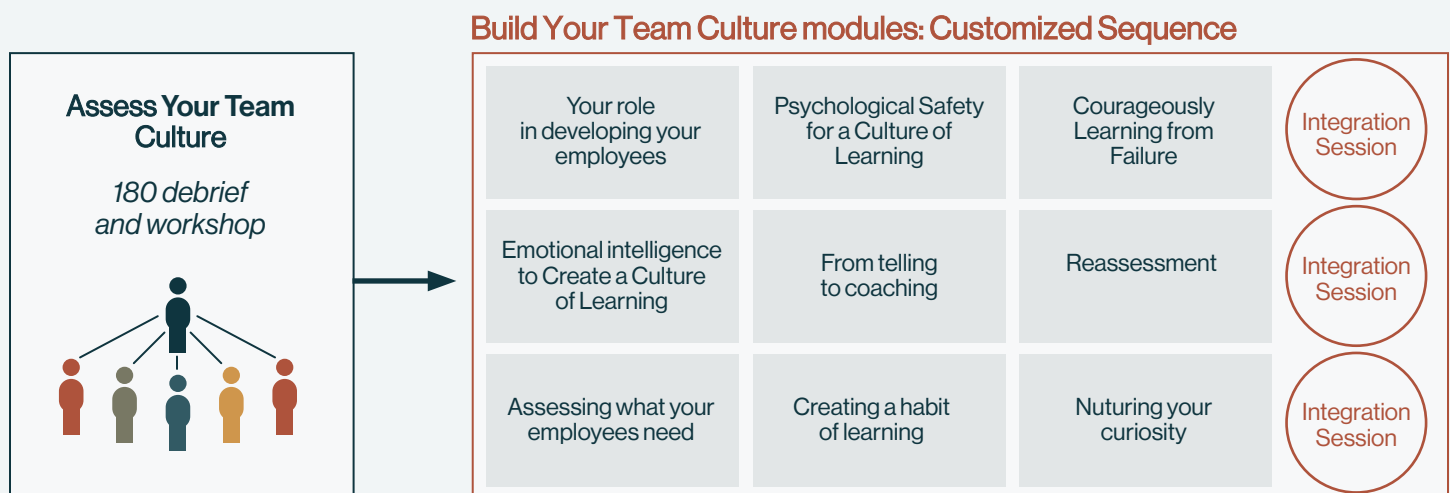 Build Your Team Culture modules: Customized Sequence
Assess Your Team
Culture
180 debrief
and workshop
Your role
in developing your
employees
Psychological Safety
for a Culture of
Learning
Courageously
Learning from
Failure
Integration
Session
Emotional intelligence
to Create a Culture
of Learning
From telling
to coaching
Reassessment
Integration
Session
Assessing what your
employees need
Creating a habit
of learning
Nuturing your
curiosity
Integration
Session